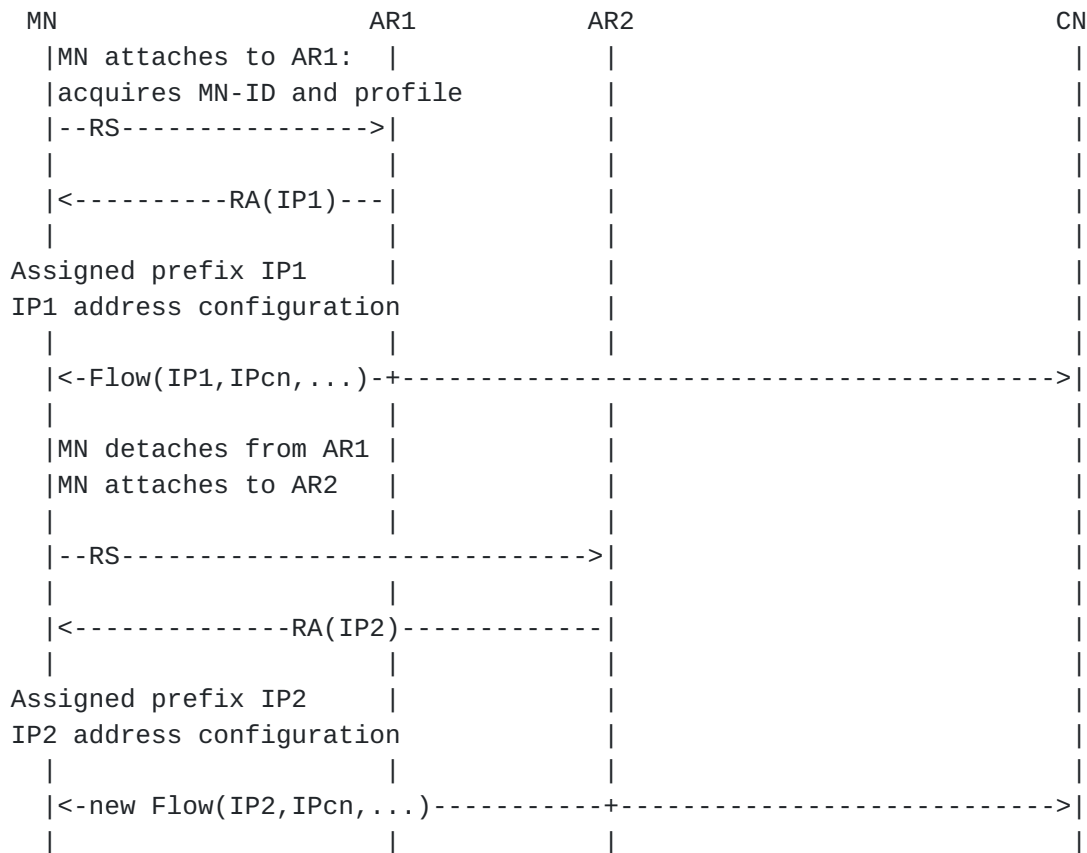 MN                    AR1          AR2                           CN
  |MN attaches to AR1:  |             |                             |
  |acquires MN-ID and profile         |                             |
  |--RS---------------->|             |                             |
  |                     |             |                             |
  |<----------RA(IP1)---|             |                             |
  |                     |             |                             |
Assigned prefix IP1     |             |                             |
IP1 address configuration             |                             |
  |                     |             |                             |
  |<-Flow(IP1,IPcn,...)-+------------------------------------------>|
  |                     |             |                             |
  |MN detaches from AR1 |             |                             |
  |MN attaches to AR2   |             |                             |
  |                     |             |                             |
  |--RS------------------------------>|                             |
  |                     |             |                             |
  |<--------------RA(IP2)-------------|                             |
  |                     |             |                             |
Assigned prefix IP2     |             |                             |
IP2 address configuration             |                             |
  |                     |             |                             |
  |<-new Flow(IP2,IPcn,...)-----------+---------------------------->|
  |                     |             |                             |